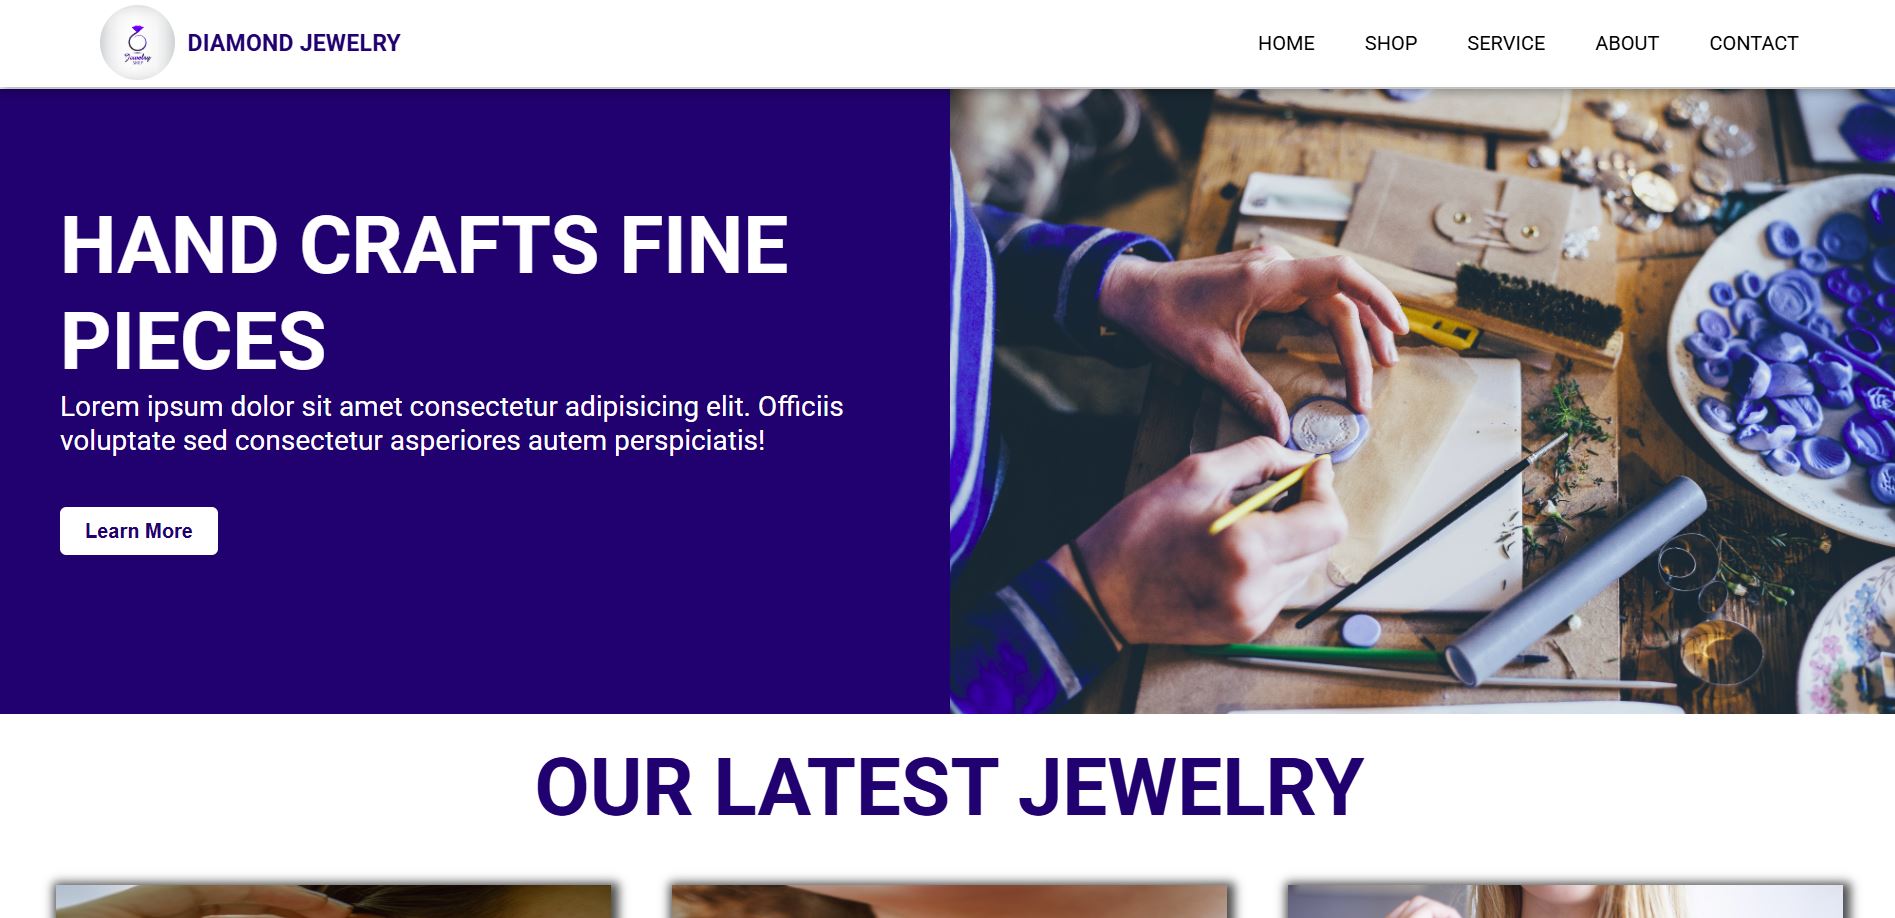 Jewelry
DIAMOND JEWELRY
HOME
SHOP
SERVICE
ABOUT
CONTACT
HAND CRAFTS FINE
PIECES
Lorem ipsum dolor sit amet consectetur adipisicing elit. Officiis
voluptate sed consectetur asperiores autem perspiciatis!
Learn More
OUR LATEST JEWELRY